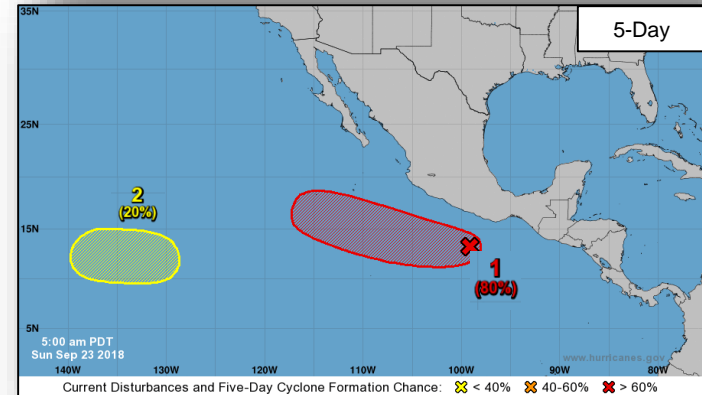 35N
5-Day
25N
2
(20%)
15N
1
(80%)
5N
5:00 am PDT
Sun Sep 23 2018
www.hurricanes.gov
140W 130W 120W 110W 100W 90W 80W
Current Disturbances and Five-Day Cyclone Formation Chance: < 40% 40-60% > 60%